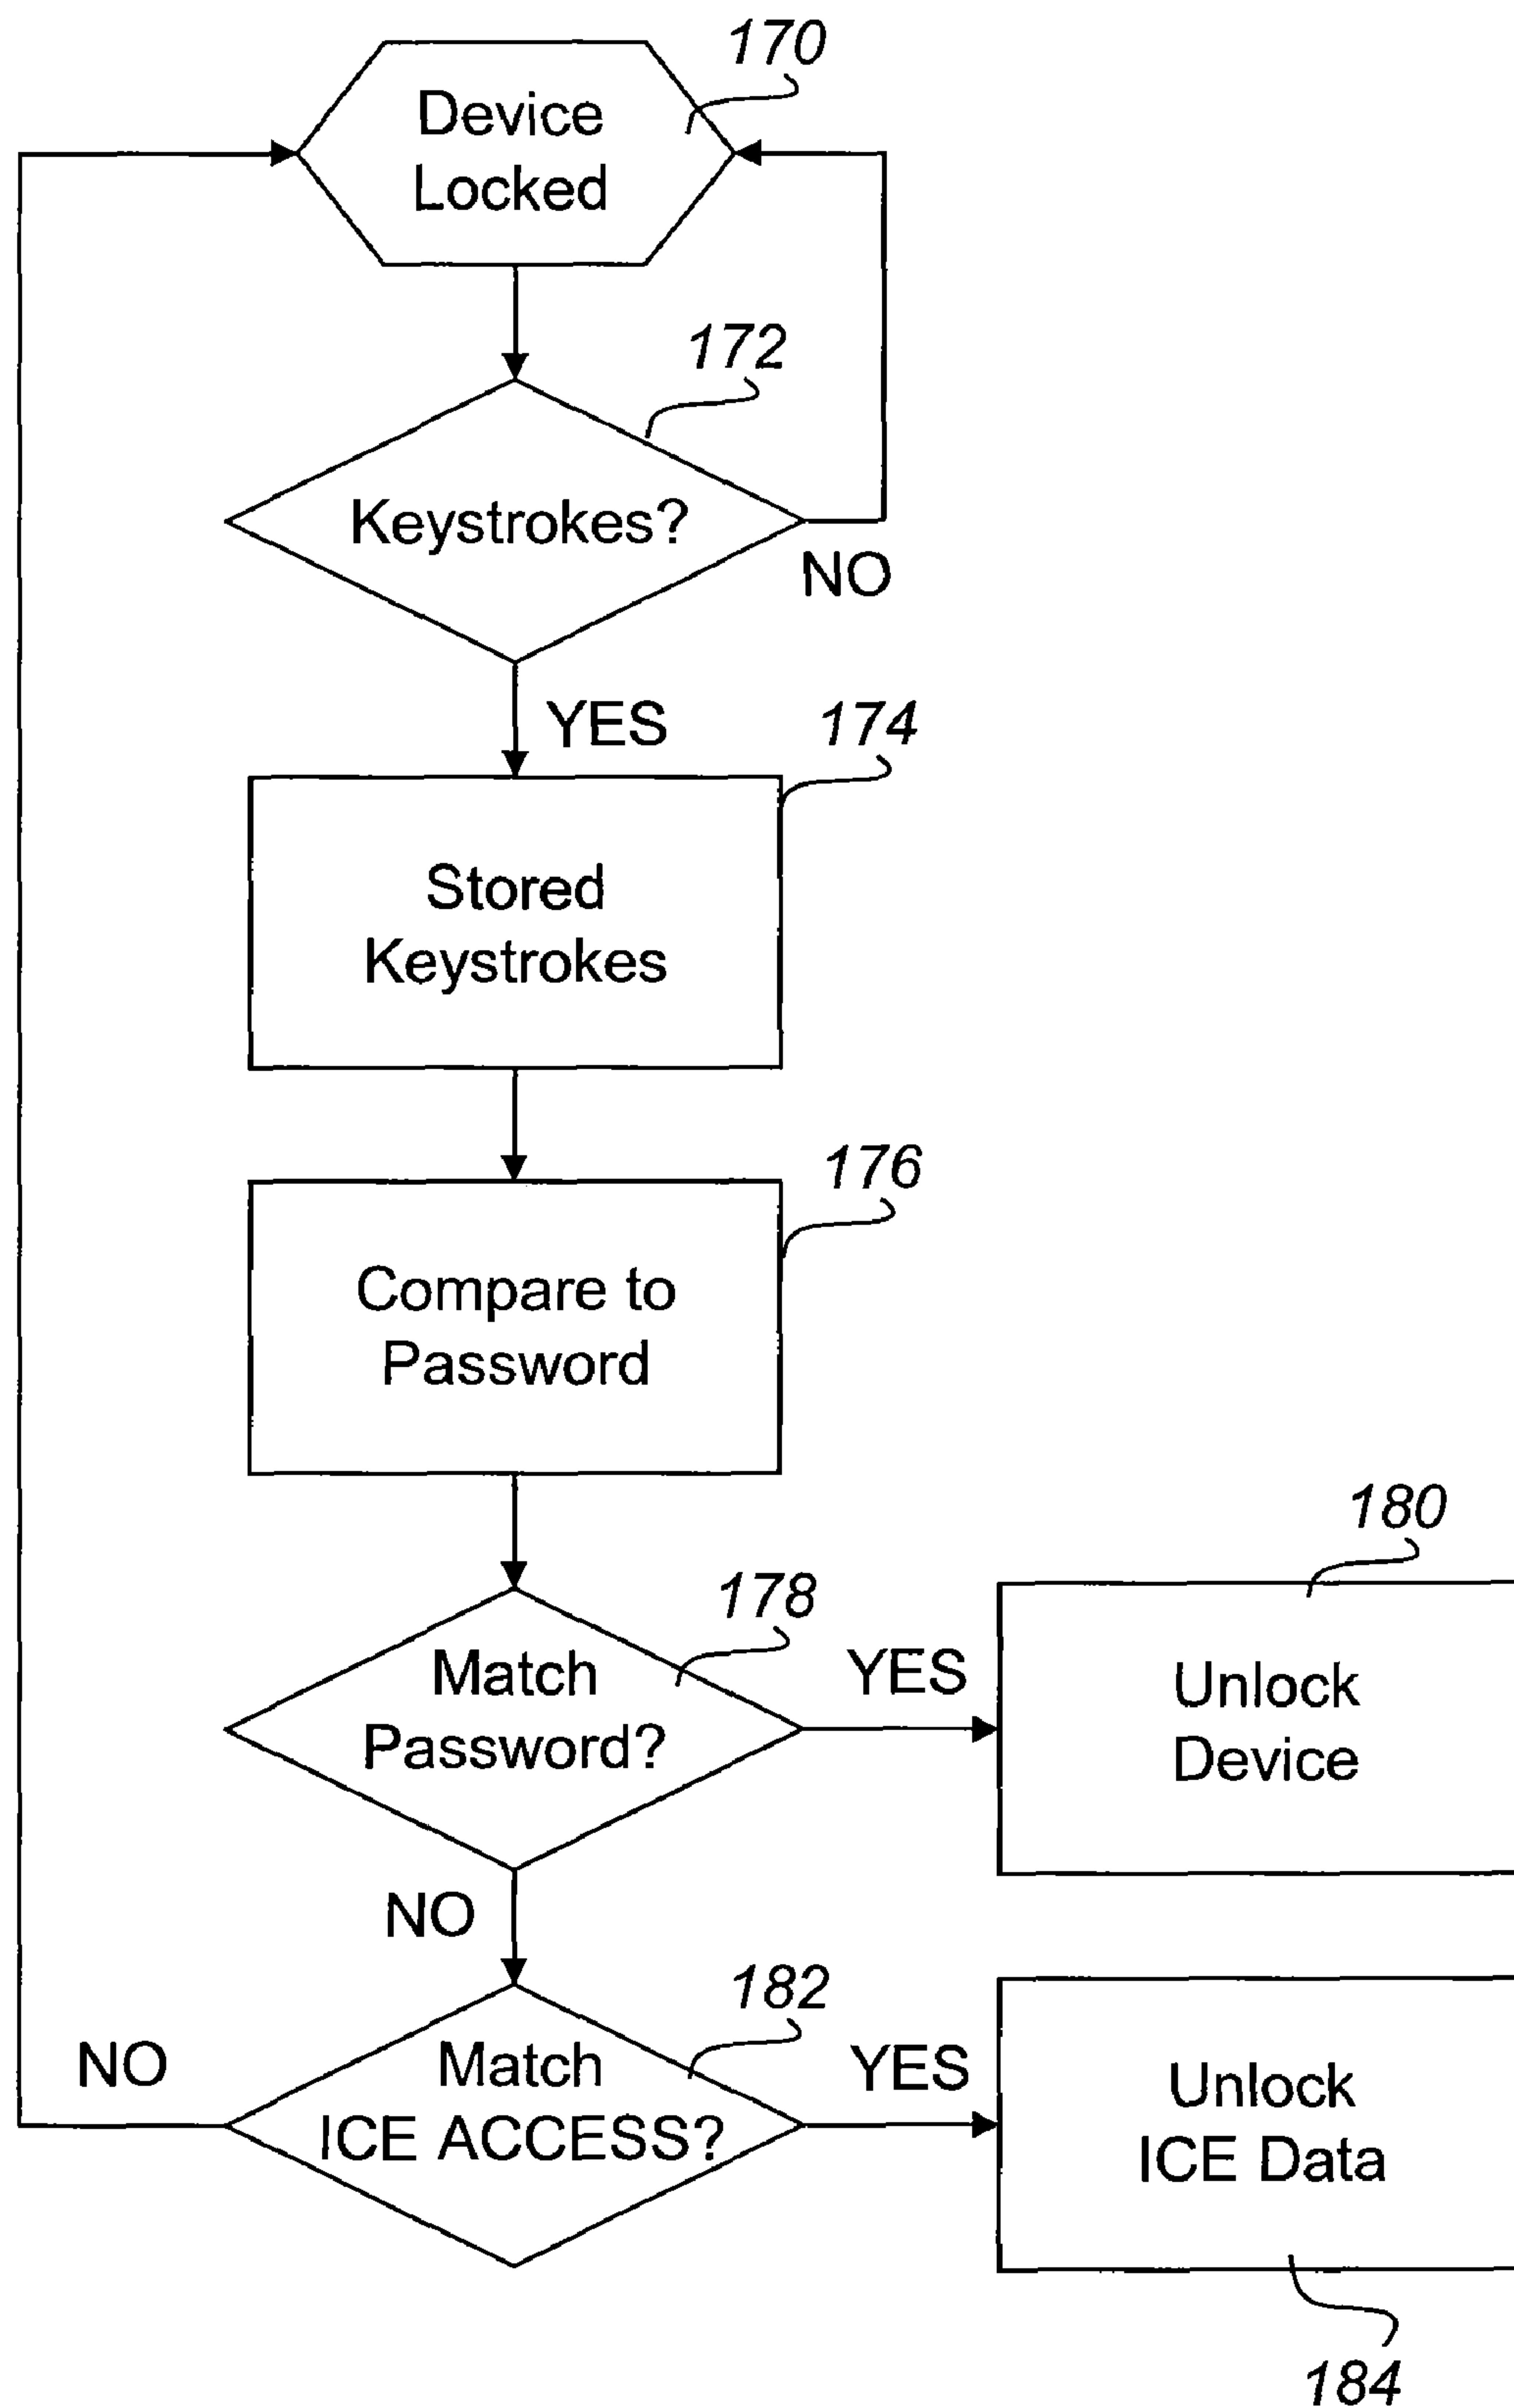 170
Device
Locked
172
Keystrokes?
NO
YES
174
Stored
Keystrokes
176
Compare to
Password
178
Match
Password?
YES
180
Unlock
Device
NO
182
Match
ICE ACCESS?
NO
YES
Unlock
ICE Data
184